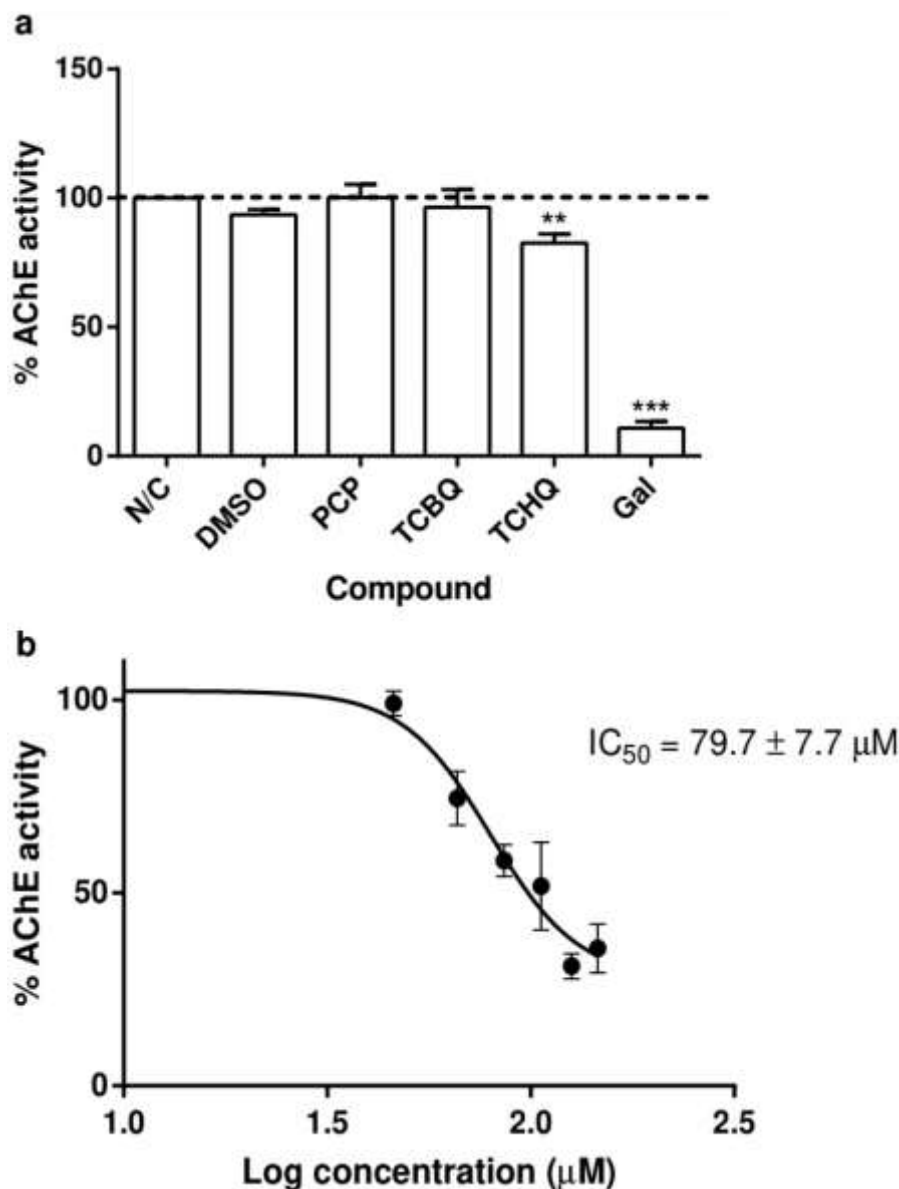 a
% AChE activity
150
100
50
0
**
***
N/C
DMSO
PCP
TCBQ
TCHQ
Gal
Compound
b
% AChE activity
100
50
0
IC50 = 79.7 ± 7.7 μM
1.0
1.5
2.0
2.5
Log concentration (μM)